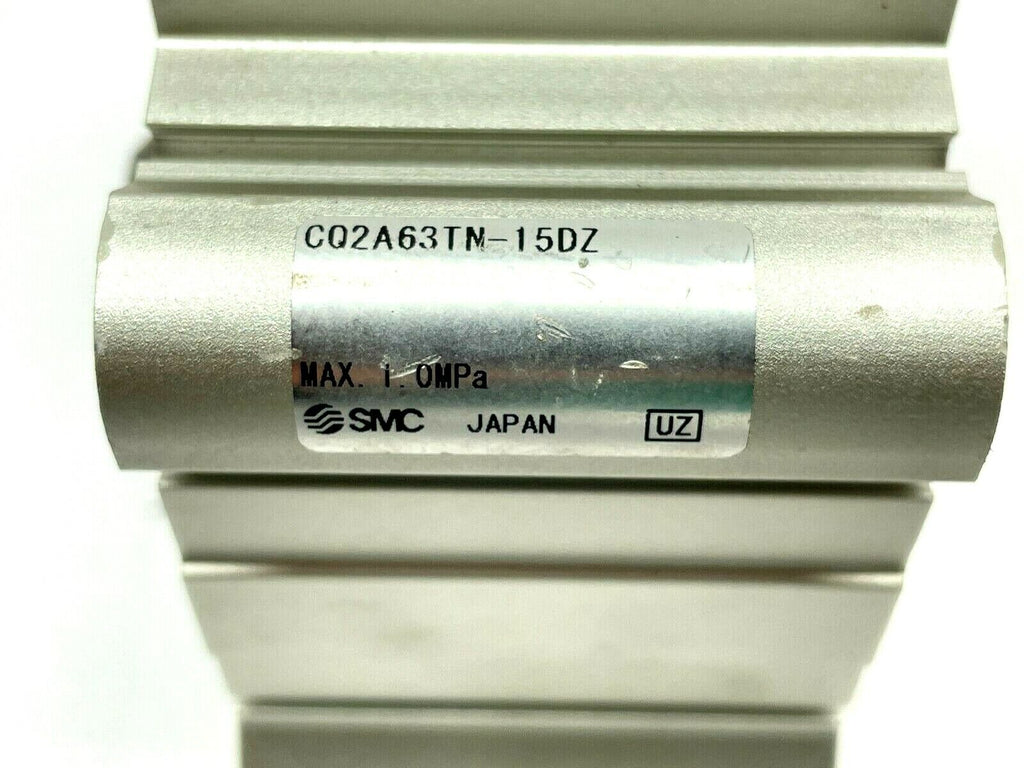 CQ2A63TN-15DZ
MAX. 1.0MPa
SMC JAPAN UZ